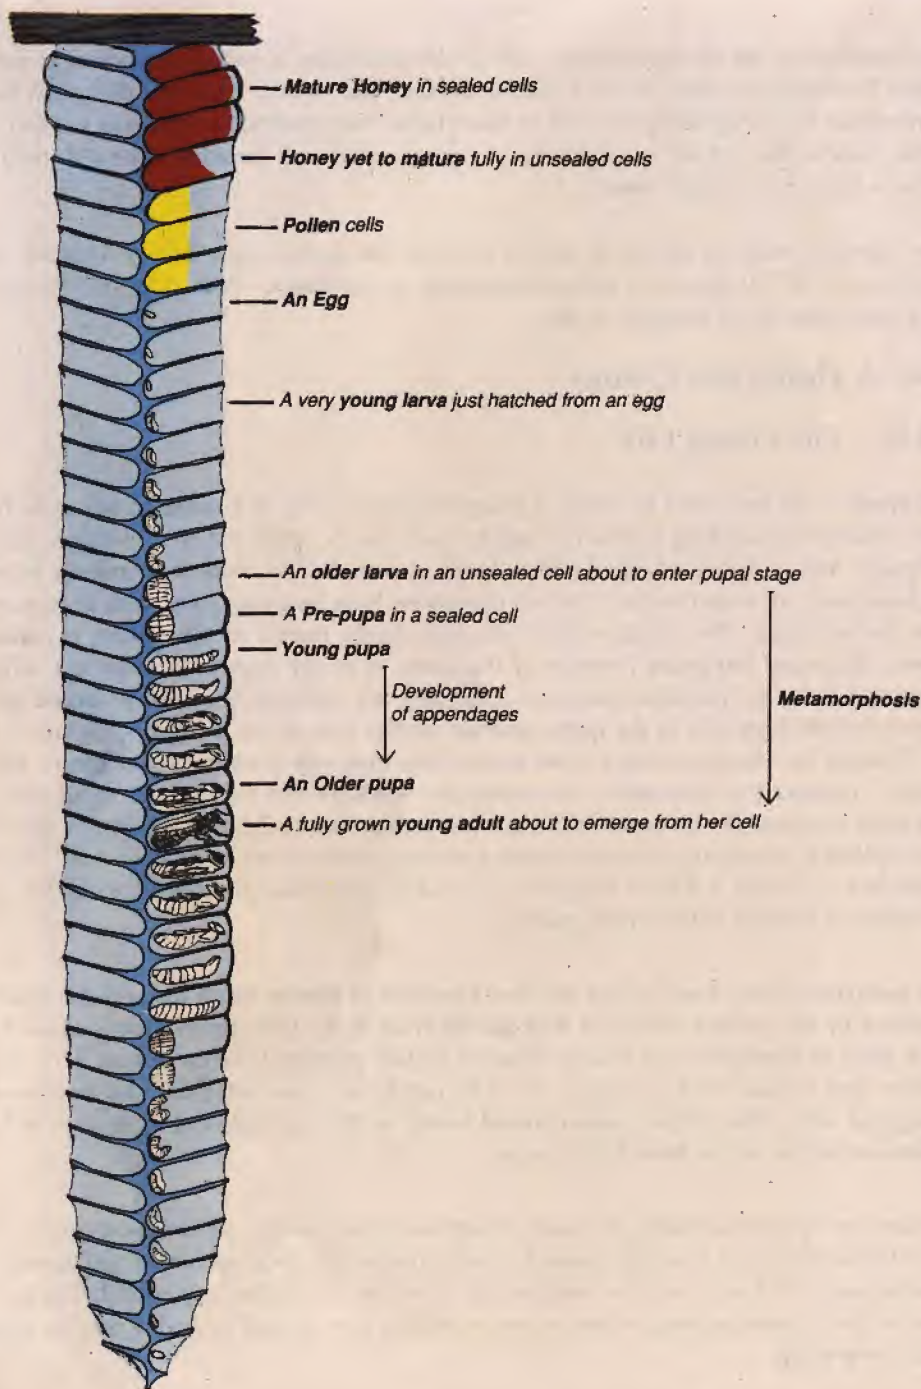 Mature Honey in sealed cells
Honey yet to mature fully in unsealed cells
Pollen cells
An Egg
A very young larva just hatched from an egg
An older larva in an unsealed cell about to enter pupal stage
A Pre-pupa in a sealed cell
Young pupa
Development
of appendages
Metamorphosis
An Older pupa
A fully grown young adult about to emerge from her cell